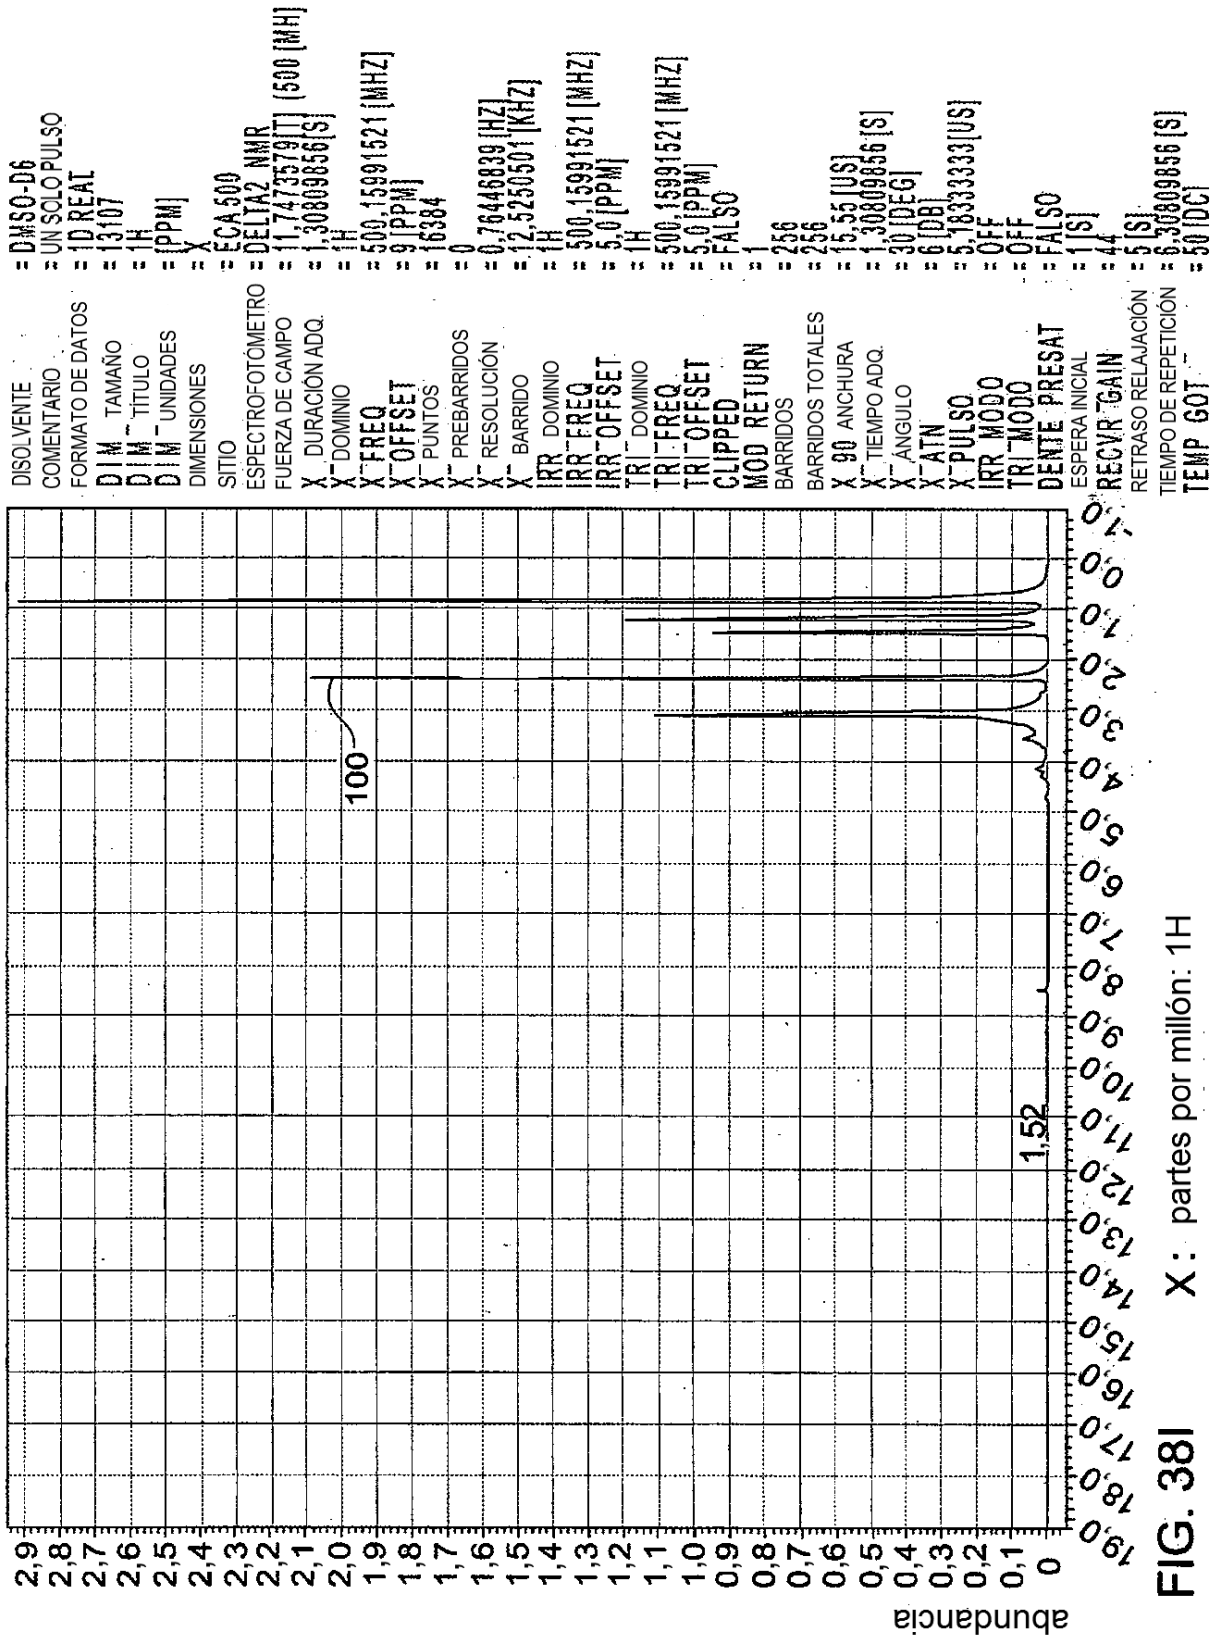 DISOLVENTE = DMSO-D6
COMENTARIO = UN SOLO PULSO
FORMATO DE DATOS = 1D REAL
DIM_TAMAÑO = 13107
DIM_TÍTULO = 1H
DIM_UNIDADES = [PPM]
DIMENSIONES = X
SITIO = ECA 500
ESPECTROFOTÓMETRO = DELTA2_NMR
FUERZA DE CAMPO = 11,7473579[T] (500 [MH]
X_DURACIÓN ADQ. = 1,30809856[S]
X_DOMINIO = 1H
X_FREQ = 500,15991521 [MHZ]
X_OFFSET = 9 [PPM]
X_PUNTOS = 16384
X_PREBARRIDOS = 0
X_RESOLUCIÓN = 0,76446839 [HZ]
X_BARRIDO = 12,5250501 [KHZ]
IRR_DOMINIO = 1H
IRR_FREQ = 500,15991521 [MHZ]
IRR_OFFSET = 5,0 [PPM]
TRI_DOMINIO = 1H
TRI_FREQ = 500,15991521 [MHZ]
TRI_OFFSET = 5,0 [PPM]
CLIPPED = FALSO
MOD RETURN = 1
BARRIDOS = 256
BARRIDOS TOTALES = 256
X_90_ANCHURA = 15,55 [US]
X_TIEMPO ADQ. = 1,30809856 [S]
X_ÁNGULO = 30 [DEG]
X_ATN = 6 [DB]
X_PULSO = 5,18333333 [US]
IRR_MODO = OFF
TRI_MODO = OFF
DENTE PRESAT = FALSO
ESPERA INICIAL = 1 [S]
RECVR_GAIN = 44
RETRASO RELAJACIÓN = 5 [S]
TIEMPO DE REPETICIÓN = 6,30809856 [S]
TEMP_GOT = 50 [DC]
abundancia
2,9
2,8
2,7
2,6
2,5
2,4
2,3
2,2
2,1
2,0
1,9
1,8
1,7
1,6
1,5
1,4
1,3
1,2
1,1
1,0
0,9
0,8
0,7
0,6
0,5
0,4
0,3
0,2
0,1
0
100
1,52
19,0 18,0 17,0 16,0 15,0 14,0 13,0 12,0 11,0 10,0 9,0 8,0 7,0 6,0 5,0 4,0 3,0 2,0 1,0 0,0 -1,0
FIG. 38I X : partes por millón: 1H